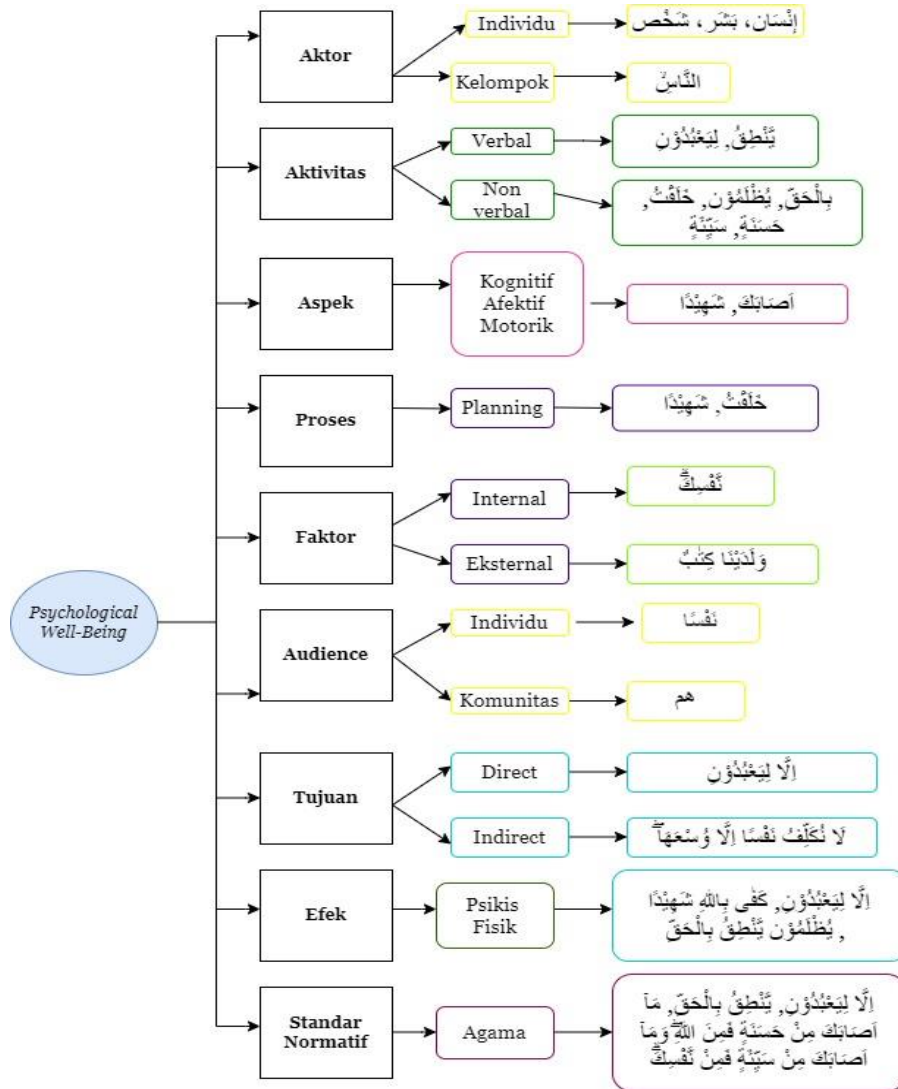 Psychological
Well-Being
Aktor
Individu
إِنْسَان، بَشَر، شَخْص
Kelompok
النَّاسِۙ
Aktivitas
Verbal
يَّنْطِقُ, لِيَعْبُدُوْنِ
Non
verbal
بِالْحَقِّ, يُظْلَمُوْن, خَلَقْتُ,
حَسَنَةٍ, سَيِّئَةٍ
Aspek
Kognitif
Afektif
Motorik
اَصَابَكَ, شَهِيْدًا
Proses
Planning
خَلَقْتُ, شَهِيْدًا
Faktor
Internal
نَّفْسِكَۗ
Eksternal
وَلَدَيْنَا كِتٰبٌ
Audience
Individu
نَفْسًا
Komunitas
هم
Tujuan
Direct
اِلَّا لِيَعْبُدُوْنِ
Indirect
لَا نُكَلِّفُ نَفْسًا اِلَّا وُسْعَهَاۖ
Efek
Psikis
Fisik
اِلَّا لِيَعْبُدُوْنِ, كَفٰى بِاللّٰهِ شَهِيْدًا
, يُظْلَمُوْن يَّنْطِقُ بِالْحَقِّ
Standar
Normatif
Agama
اِلَّا لِيَعْبُدُوْنِ, يَّنْطِقُ بِالْحَقِّ, مَآ
اَصَابَكَ مِنْ حَسَنَةٍ فَمِنَ اللّٰهِ ۖ وَمَآ
اَصَابَكَ مِنْ سَيِّئَةٍ فَمِنْ نَّفْسِكَۗ